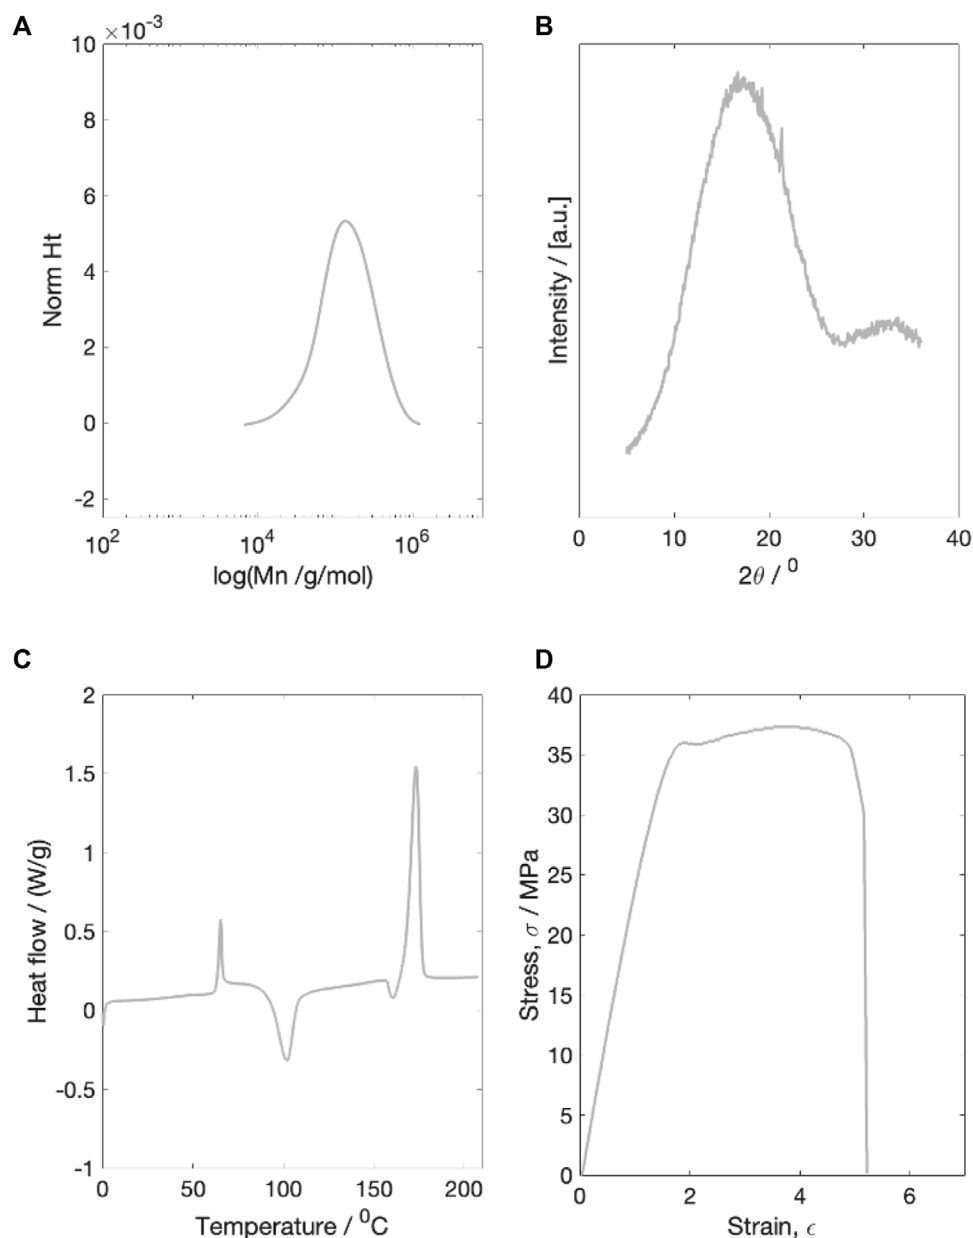 A
10 ×10⁻³
8
6
4
2
0
-2
Norm Ht
10² 10⁴ 10⁶
log(Mn /g/mol)
B
Intensity / [a.u.]
0 10 20 30 40
2θ / ⁰
C
2
1.5
1
0.5
0
-0.5
-1
Heat flow / (W/g)
0 50 100 150 200
Temperature / ⁰C
D
40
35
30
25
20
15
10
5
0
Stress, σ / MPa
0 2 4 6
Strain, ϵ